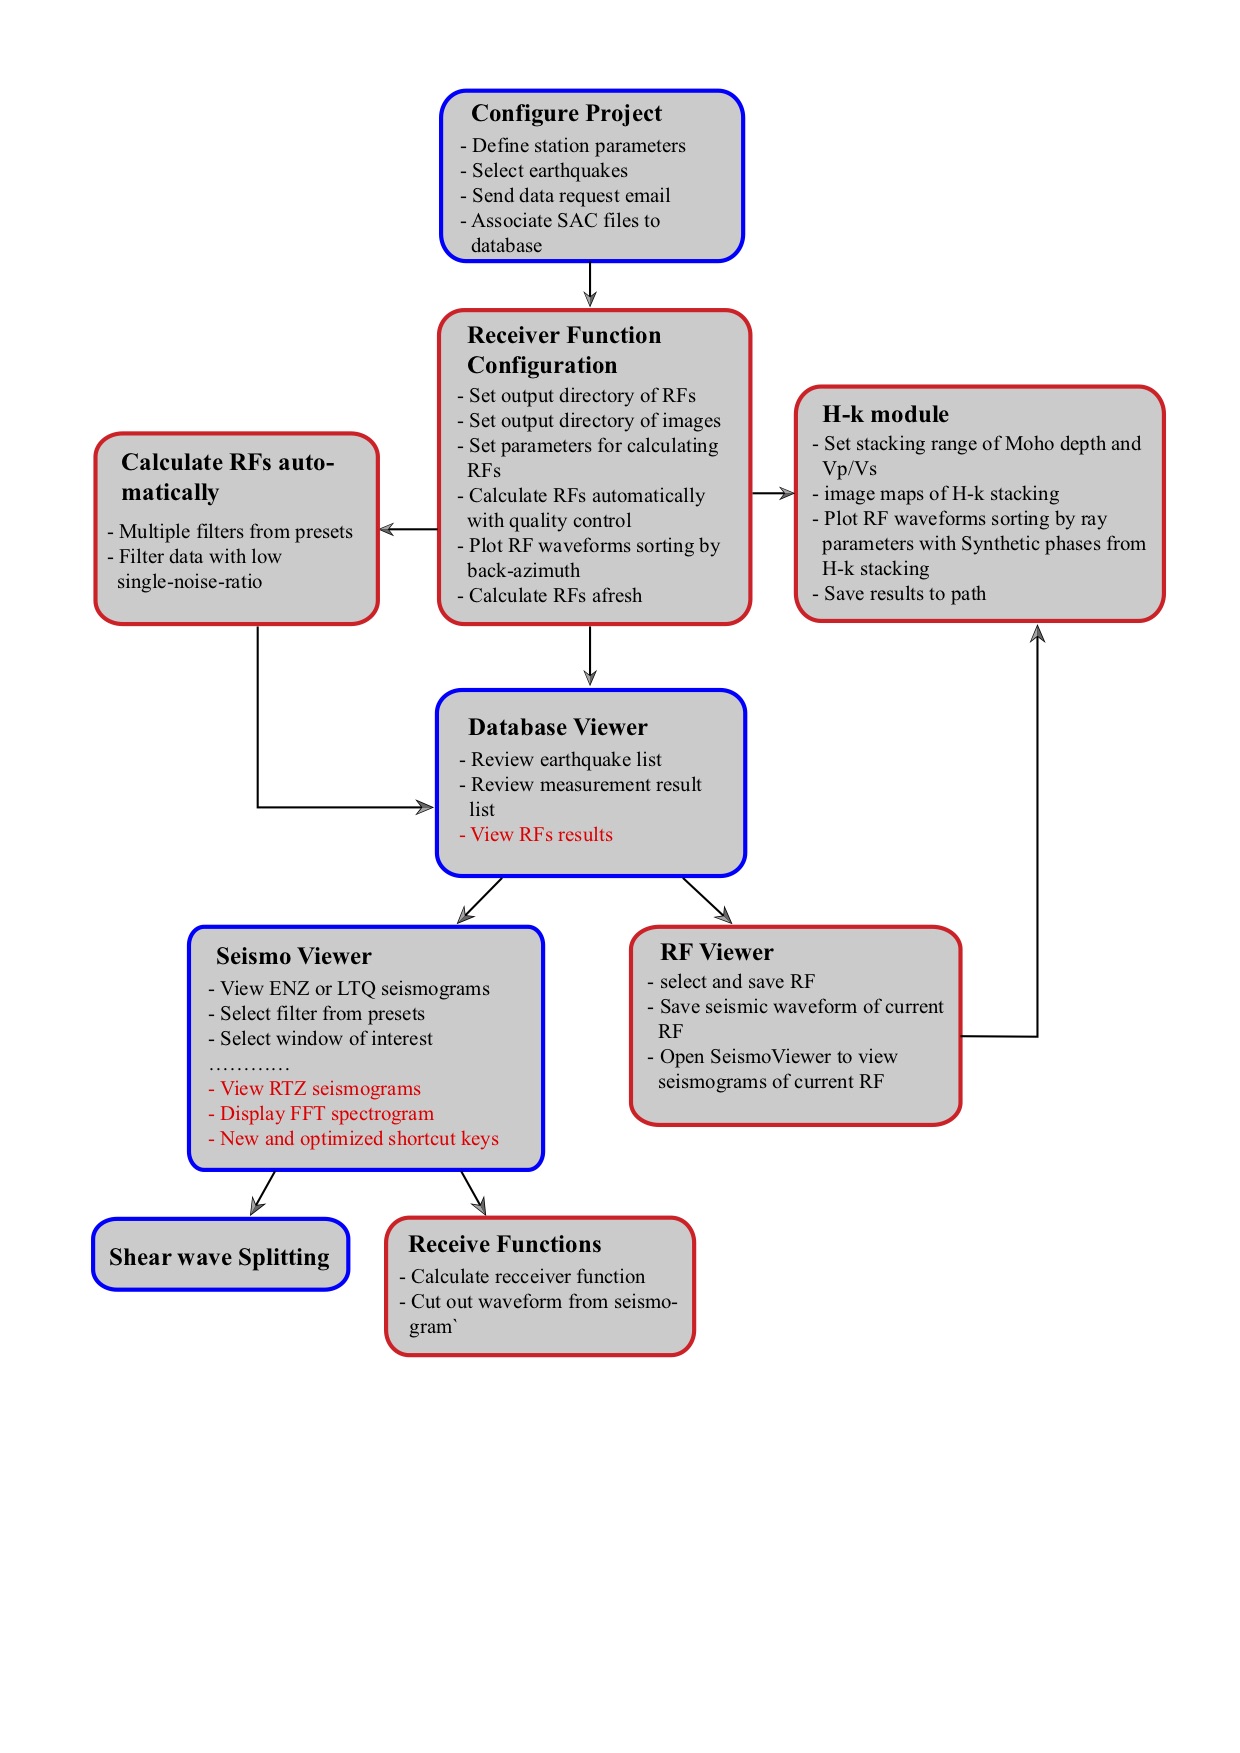 Configure Project
- Define station parameters
- Select earthquakes
- Send data request email
- Associate SAC files to
database
Receiver Function
Configuration
- Set output directory of RFs
- Set output directory of images
- Set parameters for calculating
RFs
- Calculate RFs automatically
with quality control
- Plot RF waveforms sorting by
back-azimuth
- Calculate RFs afresh
H-k module
- Set stacking range of Moho depth and
Vp/Vs
- image maps of H-k stacking
- Plot RF waveforms sorting by ray
parameters with Synthetic phases from
H-k stacking
- Save results to path
Calculate RFs auto-
matically
- Multiple filters from presets
- Filter data with low
single-noise-ratio
Database Viewer
- Review earthquake list
- Review measurement result
list
- View RFs results
Seismo Viewer
- View ENZ or LTQ seismograms
- Select filter from presets
- Select window of interest
............
- View RTZ seismograms
- Display FFT spectrogram
- New and optimized shortcut keys
RF Viewer
- select and save RF
- Save seismic waveform of current
RF
- Open SeismoViewer to view
seismograms of current RF
Shear wave Splitting
Receive Functions
- Calculate recceiver function
- Cut out waveform from seismo-
gram`